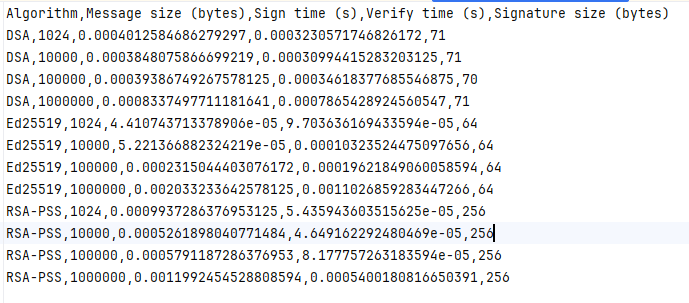 Algorithm,Message size (bytes),Sign time (s),Verify time (s),Signature size (bytes)
DSA,1024,0.0004012584686279297,0.0003230571746826172,71
DSA,10000,0.0003848075866699219,0.00030994415283203125,71
DSA,100000,0.00039386749267578125,0.00034618377685546875,70
DSA,1000000,0.0008337497711181641,0.0007865428924560547,71
Ed25519,1024,4.410743713378906e-05,9.703636169433594e-05,64
Ed25519,10000,5.221366882324219e-05,0.00010323524475097656,64
Ed25519,100000,0.0002315044403076172,0.00019621849060058594,64
Ed25519,1000000,0.002033233642578125,0.0011026859283447266,64
RSA-PSS,1024,0.0009937286376953125,5.435943603515625e-05,256
RSA-PSS,10000,0.0005261898040771484,4.649162292480469e-05,256
RSA-PSS,100000,0.0005791187286376953,8.177757263183594e-05,256
RSA-PSS,1000000,0.0011992454528808594,0.0005400180816650391,256